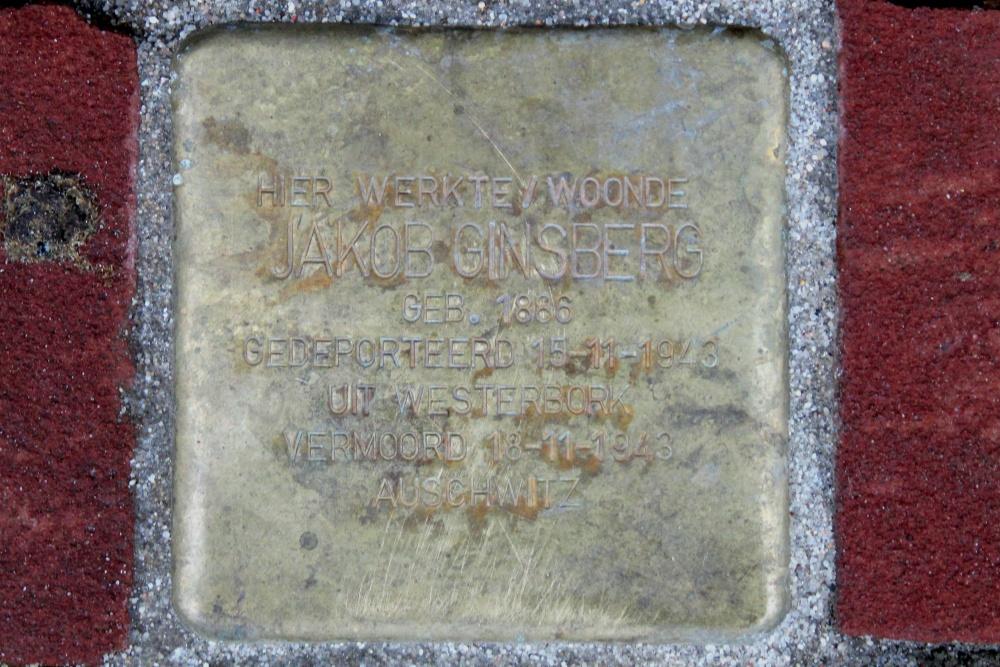 HIER WERKTE/WOONDE
JAKOB GINSBERG
GEB. 1886
GEDEPORTEERD 15-11-1943
UIT WESTERBORK
VERMOORD 18-11-1943
AUSCHWITZ